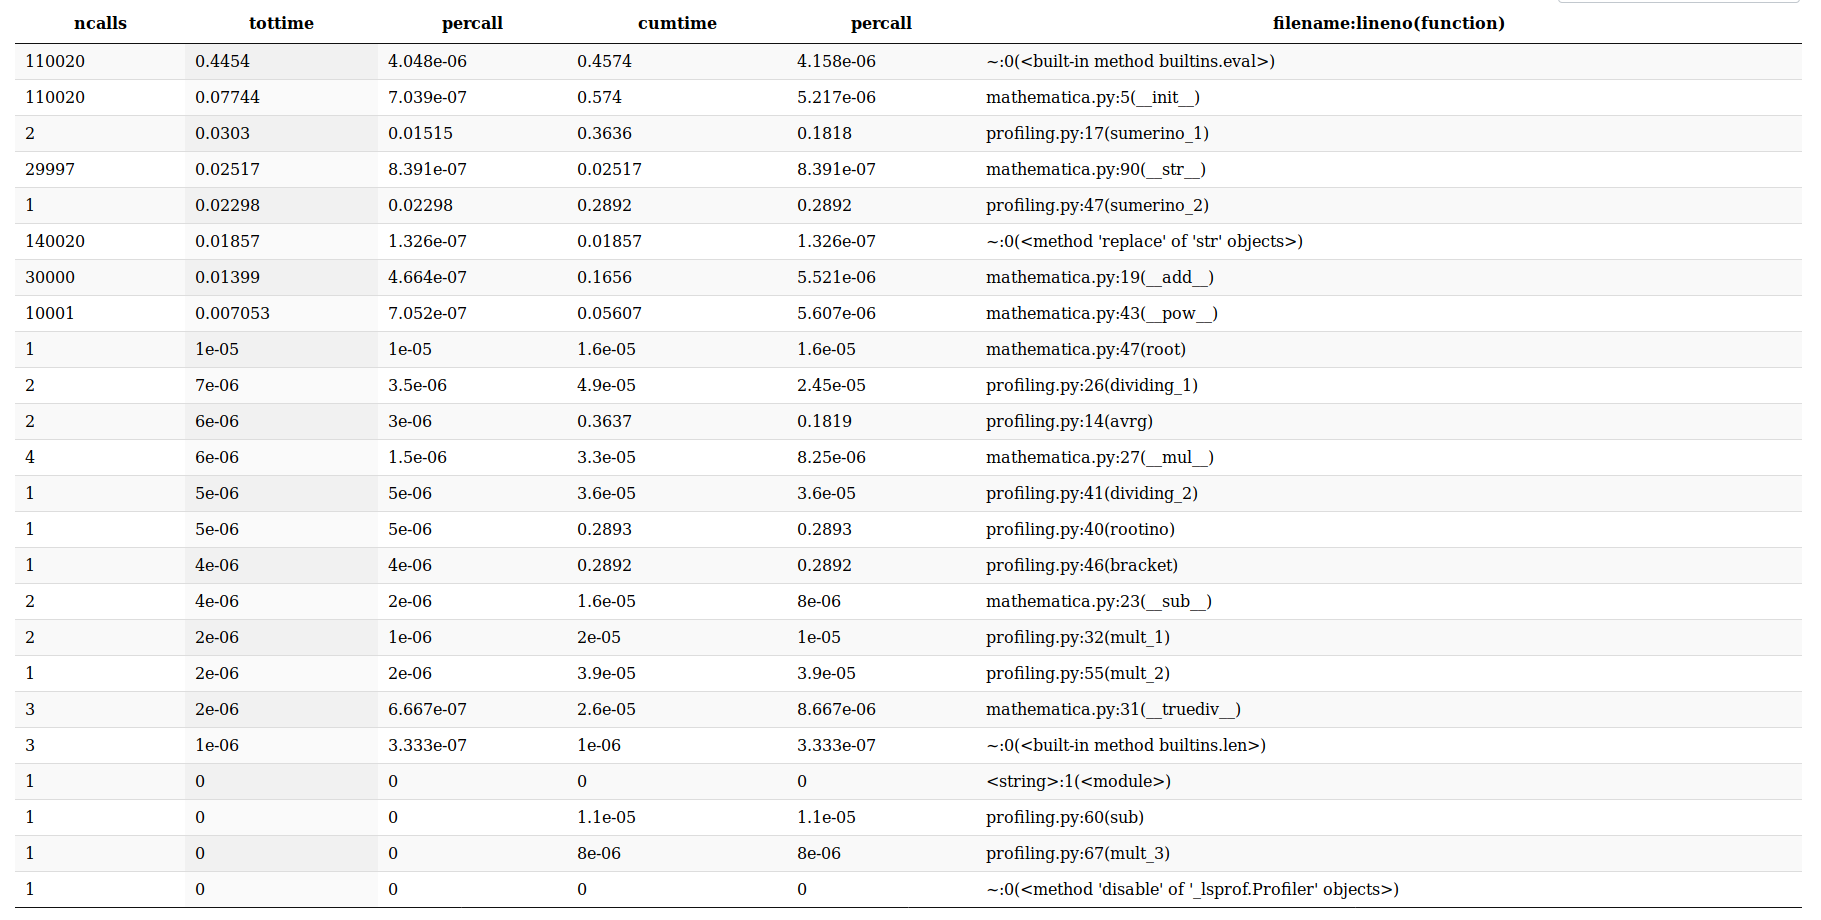 ncalls tottime percall cumtime percall filename:lineno(function)
110020 0.4454 4.048e-06 0.4574 4.158e-06 ~:0(<built-in method builtins.eval>)
110020 0.07744 7.039e-07 0.574 5.217e-06 mathematica.py:5(__init__)
2 0.0303 0.01515 0.3636 0.1818 profiling.py:17(sumerino_1)
29997 0.02517 8.391e-07 0.02517 8.391e-07 mathematica.py:90(__str__)
1 0.02298 0.02298 0.2892 0.2892 profiling.py:47(sumerino_2)
140020 0.01857 1.326e-07 0.01857 1.326e-07 ~:0(<method 'replace' of 'str' objects>)
30000 0.01399 4.664e-07 0.1656 5.521e-06 mathematica.py:19(__add__)
10001 0.007053 7.052e-07 0.05607 5.607e-06 mathematica.py:43(__pow__)
1 1e-05 1e-05 1.6e-05 1.6e-05 mathematica.py:47(root)
2 7e-06 3.5e-06 4.9e-05 2.45e-05 profiling.py:26(dividing_1)
2 6e-06 3e-06 0.3637 0.1819 profiling.py:14(avrg)
4 6e-06 1.5e-06 3.3e-05 8.25e-06 mathematica.py:27(__mul__)
1 5e-06 5e-06 3.6e-05 3.6e-05 profiling.py:41(dividing_2)
1 5e-06 5e-06 0.2893 0.2893 profiling.py:40(rootino)
1 4e-06 4e-06 0.2892 0.2892 profiling.py:46(bracket)
2 4e-06 2e-06 1.6e-05 8e-06 mathematica.py:23(__sub__)
2 2e-06 1e-06 2e-05 1e-05 profiling.py:32(mult_1)
1 2e-06 2e-06 3.9e-05 3.9e-05 profiling.py:55(mult_2)
3 2e-06 6.667e-07 2.6e-05 8.667e-06 mathematica.py:31(__truediv__)
3 1e-06 3.333e-07 1e-06 3.333e-07 ~:0(<built-in method builtins.len>)
1 0 0 0 0 <string>:1(<module>)
1 0 0 1.1e-05 1.1e-05 profiling.py:60(sub)
1 0 0 8e-06 8e-06 profiling.py:67(mult_3)
1 0 0 0 0 ~:0(<method 'disable' of '_lsprof.Profiler' objects>)